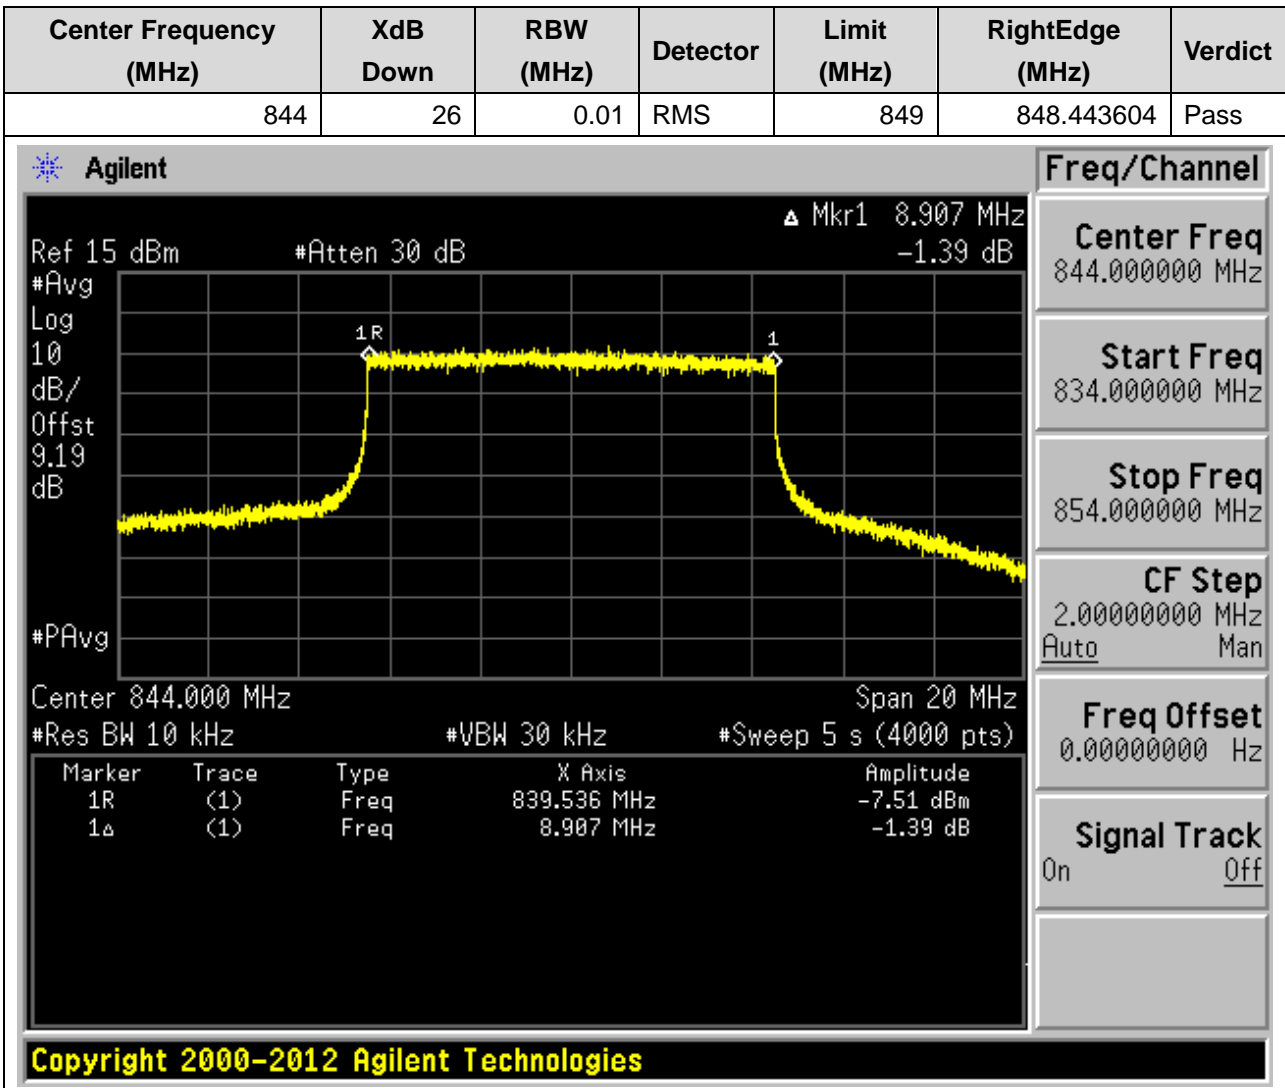 Center Frequency (MHz) XdB Down RBW (MHz) Detector Limit (MHz) RightEdge (MHz) Verdict
844 26 0.01 RMS 849 848.443604 Pass
Agilent
Freq/Channel
Δ Mkr1 8.907 MHz
Ref 15 dBm #Atten 30 dB -1.39 dB
#Avg
Log
10
dB/
Offst
9.19
dB
1R
1
#PAvg
Center 844.000 MHz Span 20 MHz
#Res BW 10 kHz #VBW 30 kHz #Sweep 5 s (4000 pts)
Marker Trace Type X Axis Amplitude
1R (1) Freq 839.536 MHz -7.51 dBm
1Δ (1) Freq 8.907 MHz -1.39 dB
Center Freq
844.000000 MHz
Start Freq
834.000000 MHz
Stop Freq
854.000000 MHz
CF Step
2.00000000 MHz
Auto Man
Freq Offset
0.00000000 Hz
Signal Track
On Off
Copyright 2000-2012 Agilent Technologies